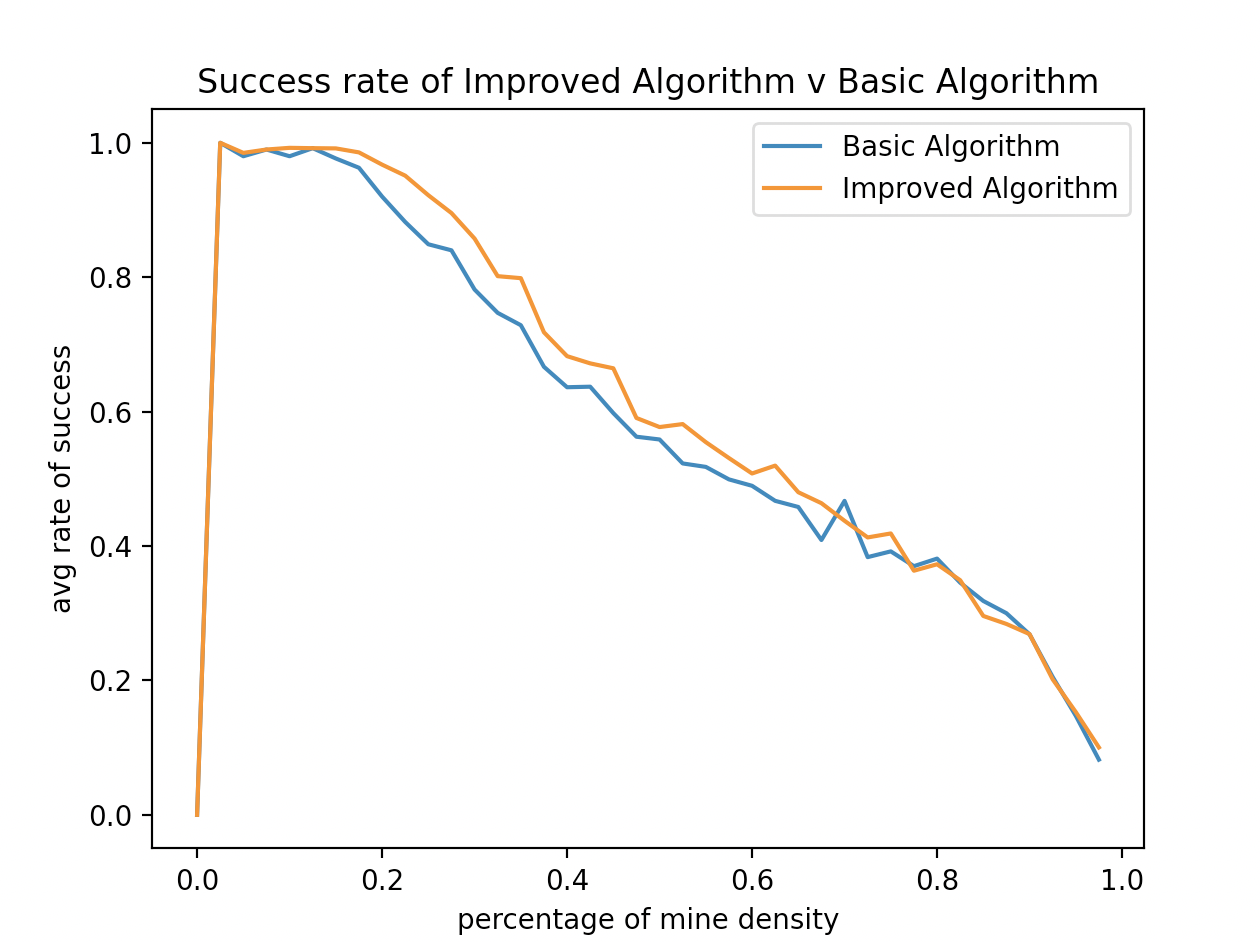 Success rate of Improved Algorithm v Basic Algorithm
Basic Algorithm
Improved Algorithm
avg rate of success
1.0
0.8
0.6
0.4
0.2
0.0
0.0 0.2 0.4 0.6 0.8 1.0
percentage of mine density